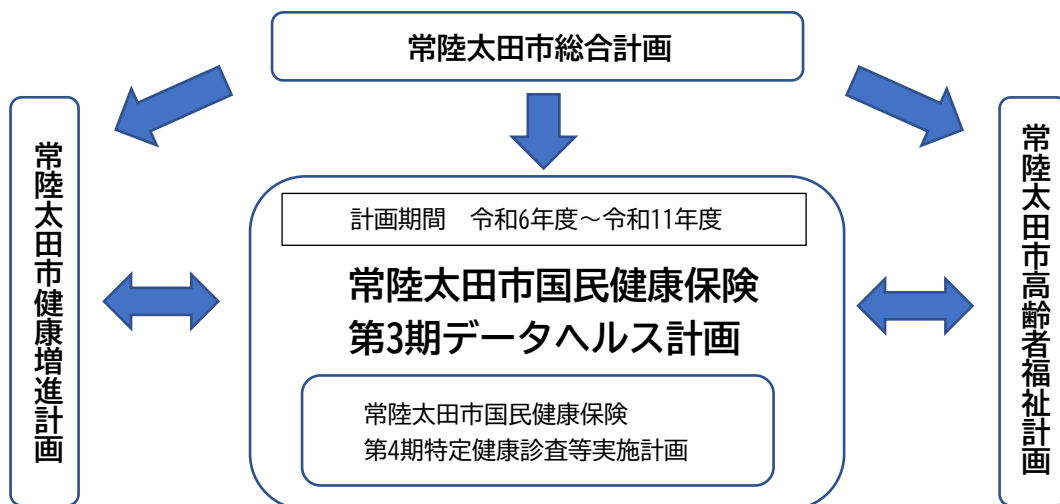 常陸太田市総合計画
常陸太田市健康増進計画
計画期間　令和6年度～令和11年度
常陸太田市国民健康保険
第3期データヘルス計画
常陸太田市国民健康保険
第4期特定健康診査等実施計画
常陸太田市高齢者福祉計画